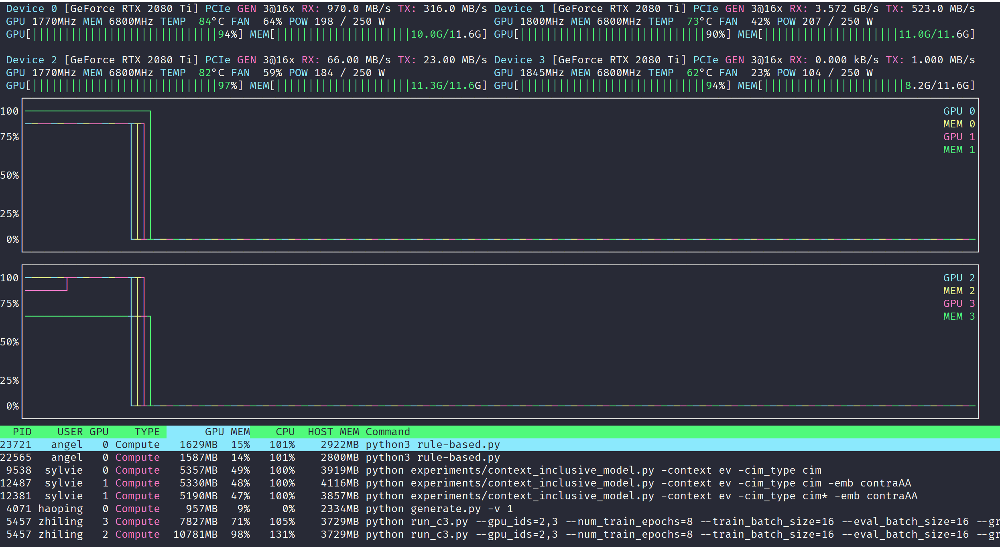 Device 0 [GeForce RTX 2080 Ti] PCIe GEN 3@16x RX: 970.0 MB/s TX: 316.0 MB/s Device 1 [GeForce RTX 2080 Ti] PCIe GEN 3@16x RX: 3.572 GB/s TX: 523.0 MB/s
GPU 1770MHz MEM 6800MHz TEMP 84°C FAN 64% POW 198 / 250 W GPU 1800MHz MEM 6800MHz TEMP 73°C FAN 42% POW 207 / 250 W
GPU[||||||||||||||||||||||||||||||94%] MEM[|||||||||||||||||||||10.0G/11.6G] GPU[|||||||||||||||||||||||||||||90%] MEM[|||||||||||||||||||||11.0G/11.6G]
Device 2 [GeForce RTX 2080 Ti] PCIe GEN 3@16x RX: 66.00 MB/s TX: 23.00 MB/s Device 3 [GeForce RTX 2080 Ti] PCIe GEN 3@16x RX: 0.000 kB/s TX: 1.000 MB/s
GPU 1770MHz MEM 6800MHz TEMP 82°C FAN 59% POW 184 / 250 W GPU 1845MHz MEM 6800MHz TEMP 62°C FAN 23% POW 104 / 250 W
GPU[|||||||||||||||||||||||||||||97%] MEM[|||||||||||||||||||||11.3G/11.6G] GPU[|||||||||||||||||||||||||||||94%] MEM[||||||||||||||||||||||8.2G/11.6G]
100 GPU 0
MEM 0
75% GPU 1
MEM 1
50%
25%
0%
100 GPU 2
MEM 2
75% GPU 3
MEM 3
50%
25%
0%
PID USER GPU TYPE GPU MEM CPU HOST MEM Command
23721 angel 0 Compute 1629MB 15% 101% 2922MB python3 rule-based.py
22565 angel 0 Compute 1587MB 14% 101% 2800MB python3 rule-based.py
9538 sylvie 0 Compute 5357MB 49% 100% 3919MB python experiments/context_inclusive_model.py -context ev -cim_type cim
12487 sylvie 1 Compute 5330MB 48% 100% 4116MB python experiments/context_inclusive_model.py -context ev -cim_type cim -emb contraAA
12381 sylvie 1 Compute 5190MB 47% 100% 3857MB python experiments/context_inclusive_model.py -context ev -cim_type cim* -emb contraAA
4071 haoping 0 Compute 957MB 9% 0% 2334MB python generate.py -v 1
5457 zhiling 3 Compute 7827MB 71% 105% 3729MB python run_c3.py --gpu_ids=2,3 --num_train_epochs=8 --train_batch_size=16 --eval_batch_size=16 --gr
5457 zhiling 2 Compute 10781MB 98% 131% 3729MB python run_c3.py --gpu_ids=2,3 --num_train_epochs=8 --train_batch_size=16 --eval_batch_size=16 --gr